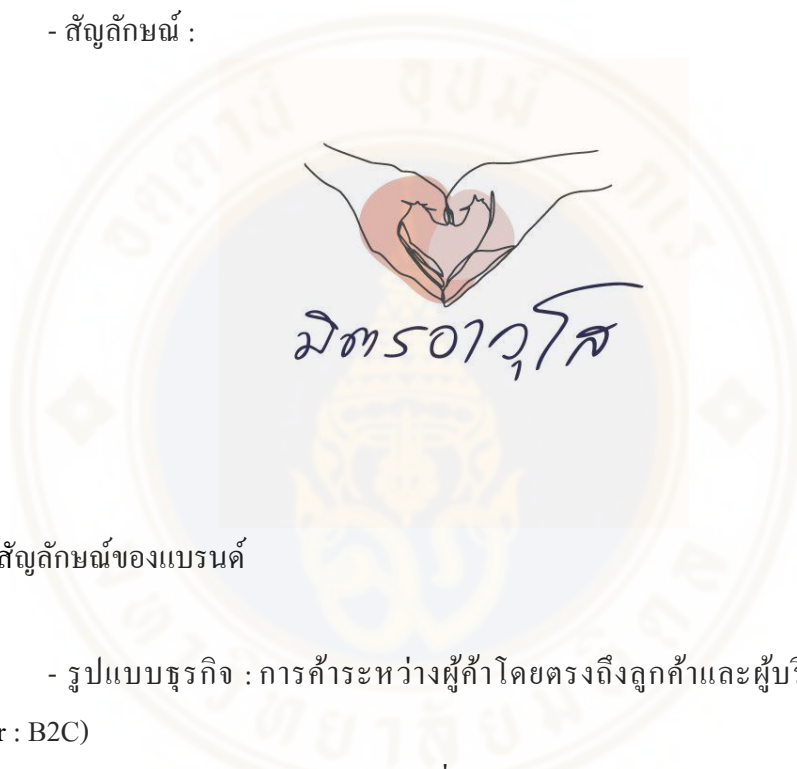 - สัญลักษณ์ :
มิตรอาวุโส
สัญลักษณ์ของแบรนด์
- รูปแบบธุรกิจ : การค้าระหว่างผู้ค้าโดยตรงถึงลูกค้าและผู้บริ
r : B2C)